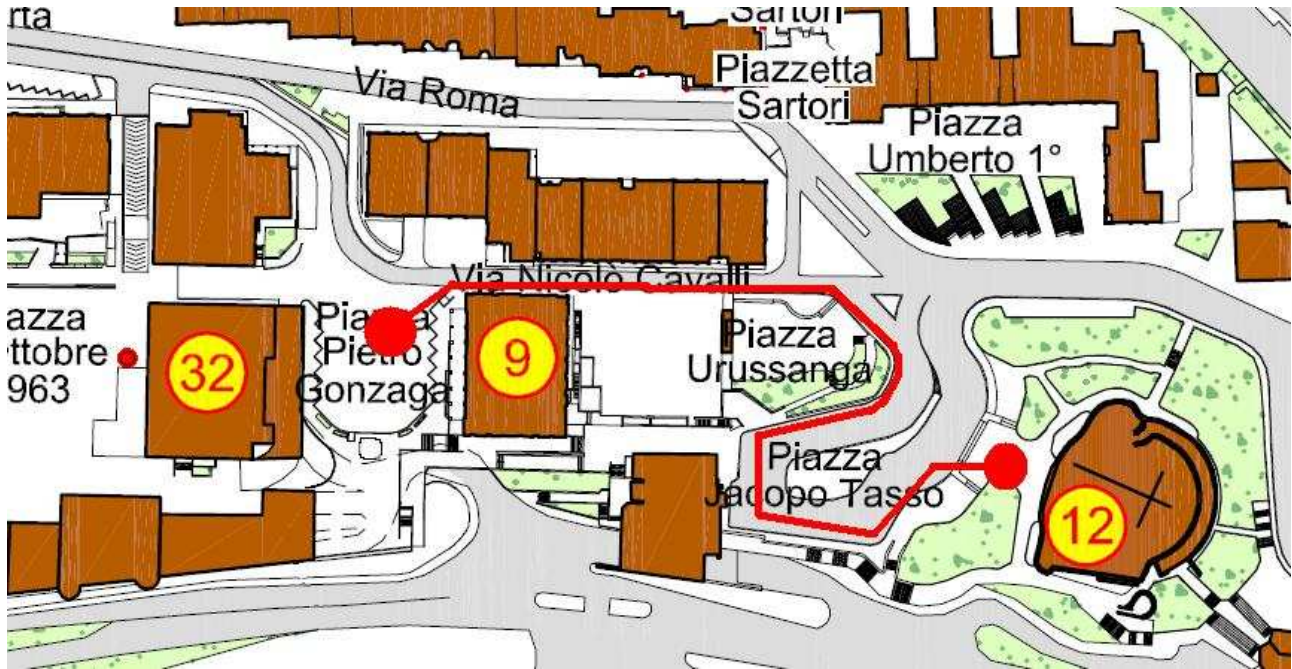 rta
Sartori
Via Roma
Piazzetta
Sartori
Piazza
Umberto 1°
Via Nicolò Cavalli
azza
ttobre
963
32
Piazza
Pietro
Gonzaga
9
Piazza
Urussanga
Piazza
Jacopo Tasso
12